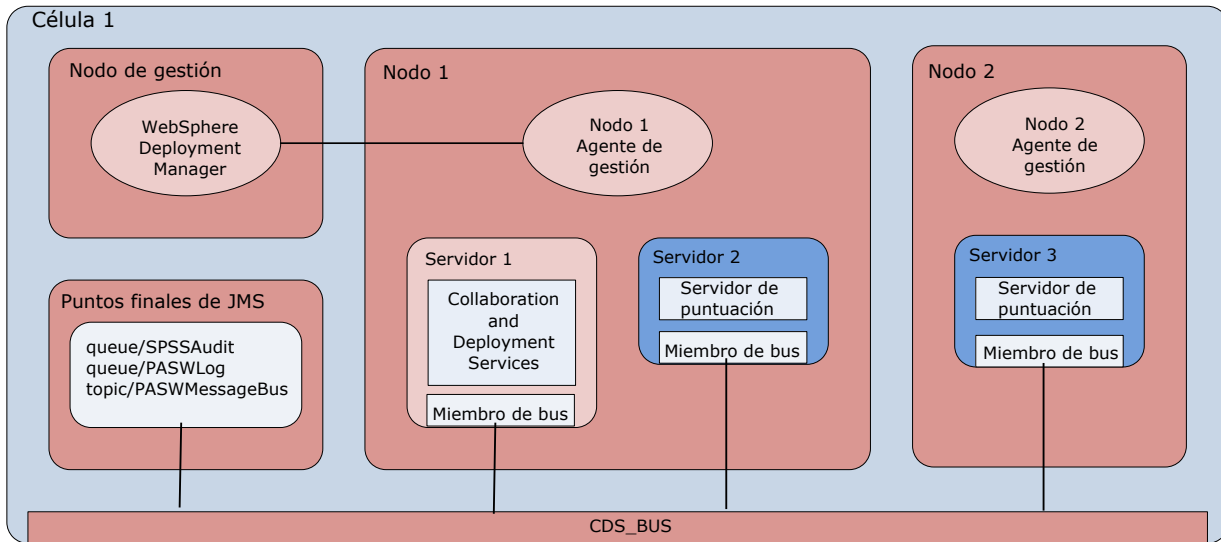 Célula 1
Nodo de gestión
WebSphere
Deployment
Manager
Puntos finales de JMS
queue/SPSSAudit
queue/PASWLog
topic/PASWMessageBus
Nodo 1
Nodo 1
Agente de
gestión
Servidor 1
Collaboration
and
Deployment
Services
Miembro de bus
Servidor 2
Servidor de
puntuación
Miembro de bus
Nodo 2
Nodo 2
Agente de
gestión
Servidor 3
Servidor de
puntuación
Miembro de bus
CDS_BUS